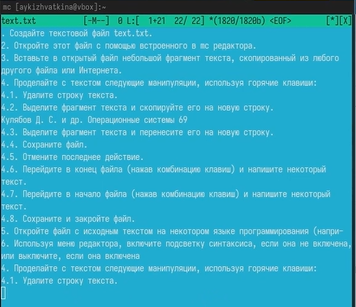 mc [aykizhvatkina@vbox]:~
text.txt [-M--] 0 L:[ 1+21 22/ 22] *(1820/1820b) <EOF> [*][X]
. Создайте текстовой файл text.txt.
2. Откройте этот файл с помощью встроенного в mc редактора.
3. Вставьте в открытый файл небольшой фрагмент текста, скопированный из любого
другого файла или Интернета.
4. Проделайте с текстом следующие манипуляции, используя горячие клавиши:
4.1. Удалите строку текста.
4.2. Выделите фрагмент текста и скопируйте его на новую строку.
Кулябов Д. С. и др. Операционные системы 69
4.3. Выделите фрагмент текста и перенесите его на новую строку.
4.4. Сохраните файл.
4.5. Отмените последнее действие.
4.6. Перейдите в конец файла (нажав комбинацию клавиш) и напишите некоторый
текст.
4.7. Перейдите в начало файла (нажав комбинацию клавиш) и напишите некоторый
текст.
4.8. Сохраните и закройте файл.
5. Откройте файл с исходным текстом на некотором языке программирования (напри-
6. Используя меню редактора, включите подсветку синтаксиса, если она не включена,
или выключите, если она включена
4. Проделайте с текстом следующие манипуляции, используя горячие клавиши:
4.1. Удалите строку текста.